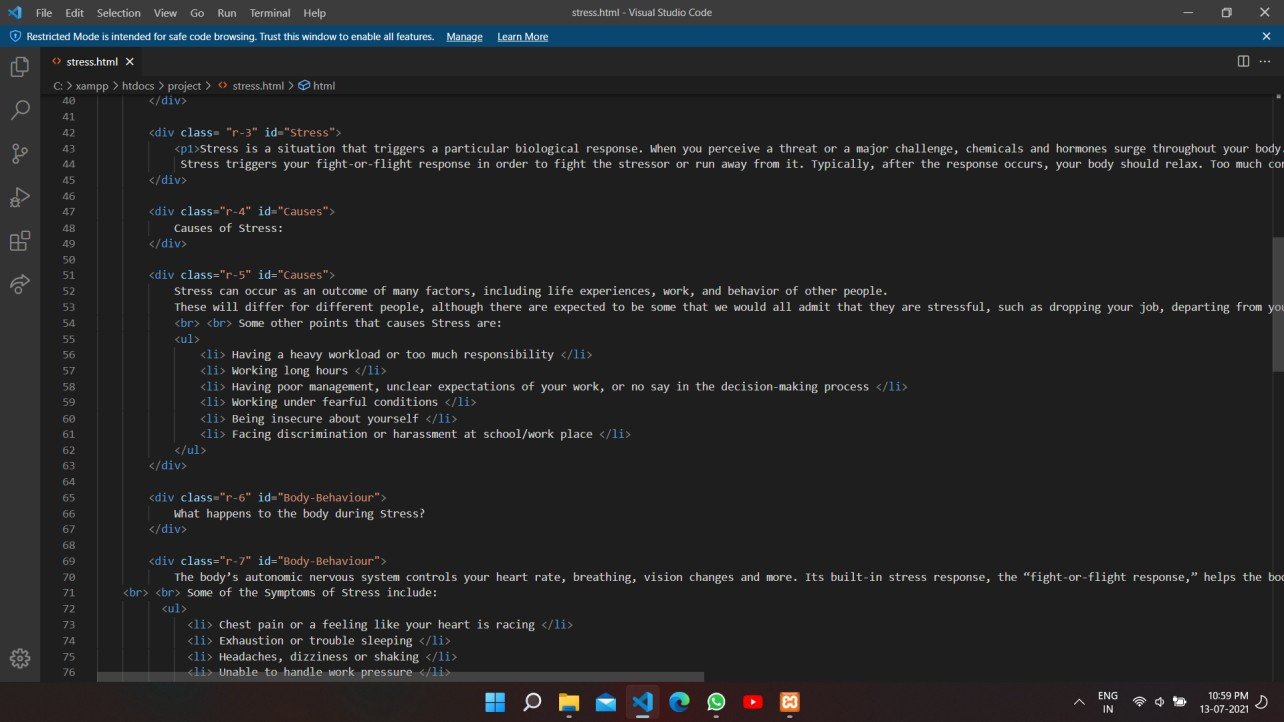 File Edit Selection View Go Run Terminal Help stress.html - Visual Studio Code
Restricted Mode is intended for safe code browsing. Trust this window to enable all features. Manage Learn More
stress.html
C: > xampp > htdocs > project > stress.html > html
40 </div>
41
42 <div class= "r-3" id="Stress">
43 <p1>Stress is a situation that triggers a particular biological response. When you perceive a threat or a major challenge, chemicals and hormones surge throughout your body.
44 Stress triggers your fight-or-flight response in order to fight the stressor or run away from it. Typically, after the response occurs, your body should relax. Too much con
45 </div>
46
47 <div class="r-4" id="Causes">
48 Causes of Stress:
49 </div>
50
51 <div class="r-5" id="Causes">
52 Stress can occur as an outcome of many factors, including life experiences, work, and behavior of other people.
53 These will differ for different people, although there are expected to be some that we would all admit that they are stressful, such as dropping your job, departing from you
54 <br> <br> Some other points that causes Stress are:
55 <ul>
56 <li> Having a heavy workload or too much responsibility </li>
57 <li> Working long hours </li>
58 <li> Having poor management, unclear expectations of your work, or no say in the decision-making process </li>
59 <li> Working under fearful conditions </li>
60 <li> Being insecure about yourself </li>
61 <li> Facing discrimination or harassment at school/work place </li>
62 </ul>
63 </div>
64
65 <div class="r-6" id="Body-Behaviour">
66 What happens to the body during Stress?
67 </div>
68
69 <div class="r-7" id="Body-Behaviour">
70 The body’s autonomic nervous system controls your heart rate, breathing, vision changes and more. Its built-in stress response, the “fight-or-flight response,” helps the bod
71 <br> <br> Some of the Symptoms of Stress include:
72 <ul>
73 <li> Chest pain or a feeling like your heart is racing </li>
74 <li> Exhaustion or trouble sleeping </li>
75 <li> Headaches, dizziness or shaking </li>
76 <li> Unable to handle work pressure </li>
ENG
IN
10:59 PM
13-07-2021